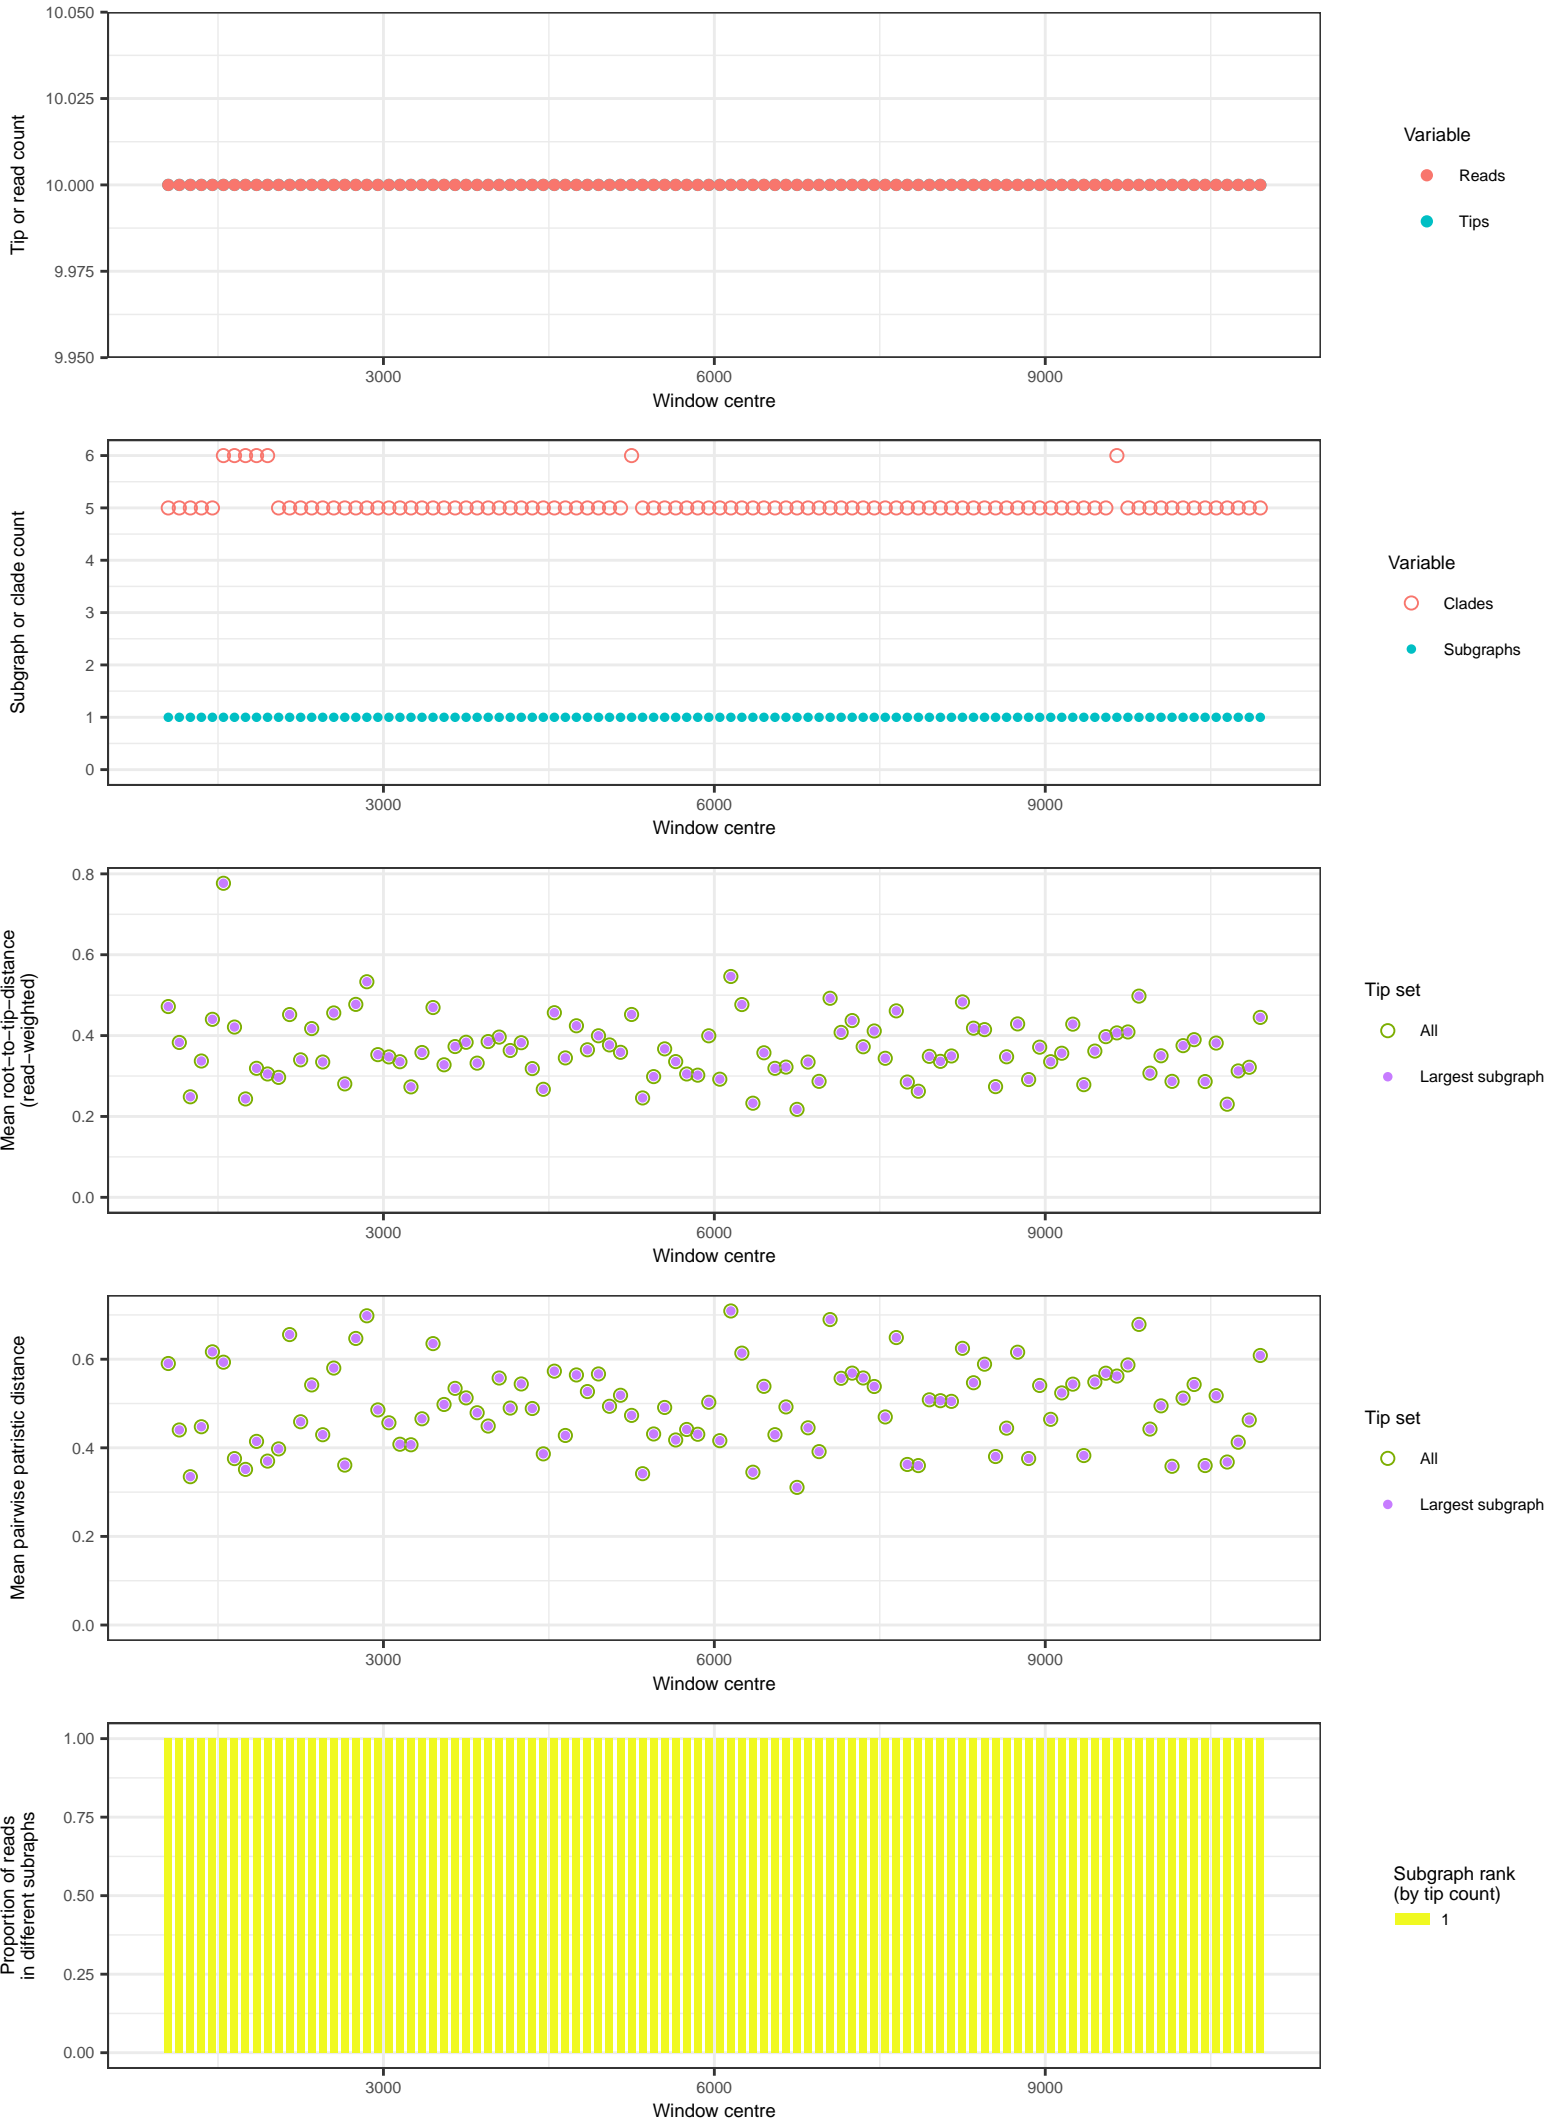 10.050
10.025
10.000
9.975
9.950
Tip or read count
3000 6000 9000
Window centre
Variable
Reads
Tips
6
5
4
3
2
1
0
Subgraph or clade count
3000 6000 9000
Window centre
Variable
Clades
Subgraphs
0.8
0.6
0.4
0.2
0.0
Mean root−to−tip−distance
(read−weighted)
3000 6000 9000
Window centre
Tip set
All
Largest subgraph
0.6
0.4
0.2
0.0
Mean pairwise patristic distance
3000 6000 9000
Window centre
Tip set
All
Largest subgraph
1.00
0.75
0.50
0.25
0.00
Proportion of reads
in different subraphs
3000 6000 9000
Window centre
Subgraph rank
(by tip count)
1